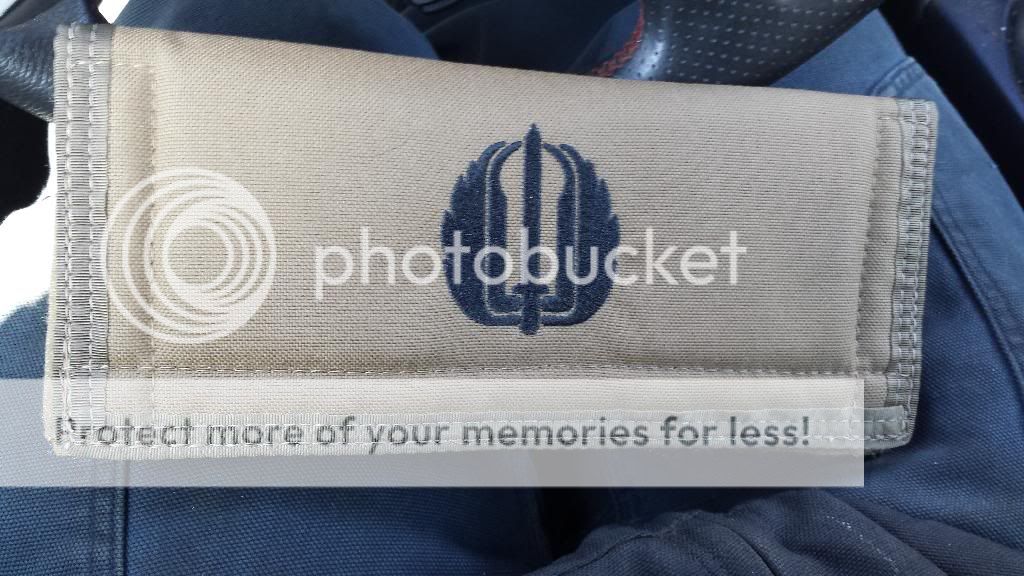 photobucket
Protect more of your memories for less!